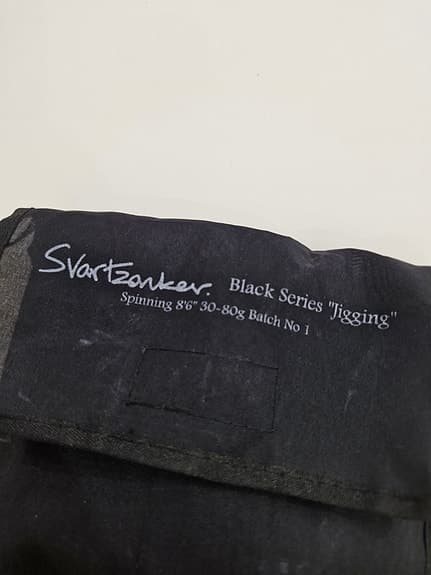 Svartzonker. Black Series "Jigging"
Spinning 8'6" 30-80g Batch No 1